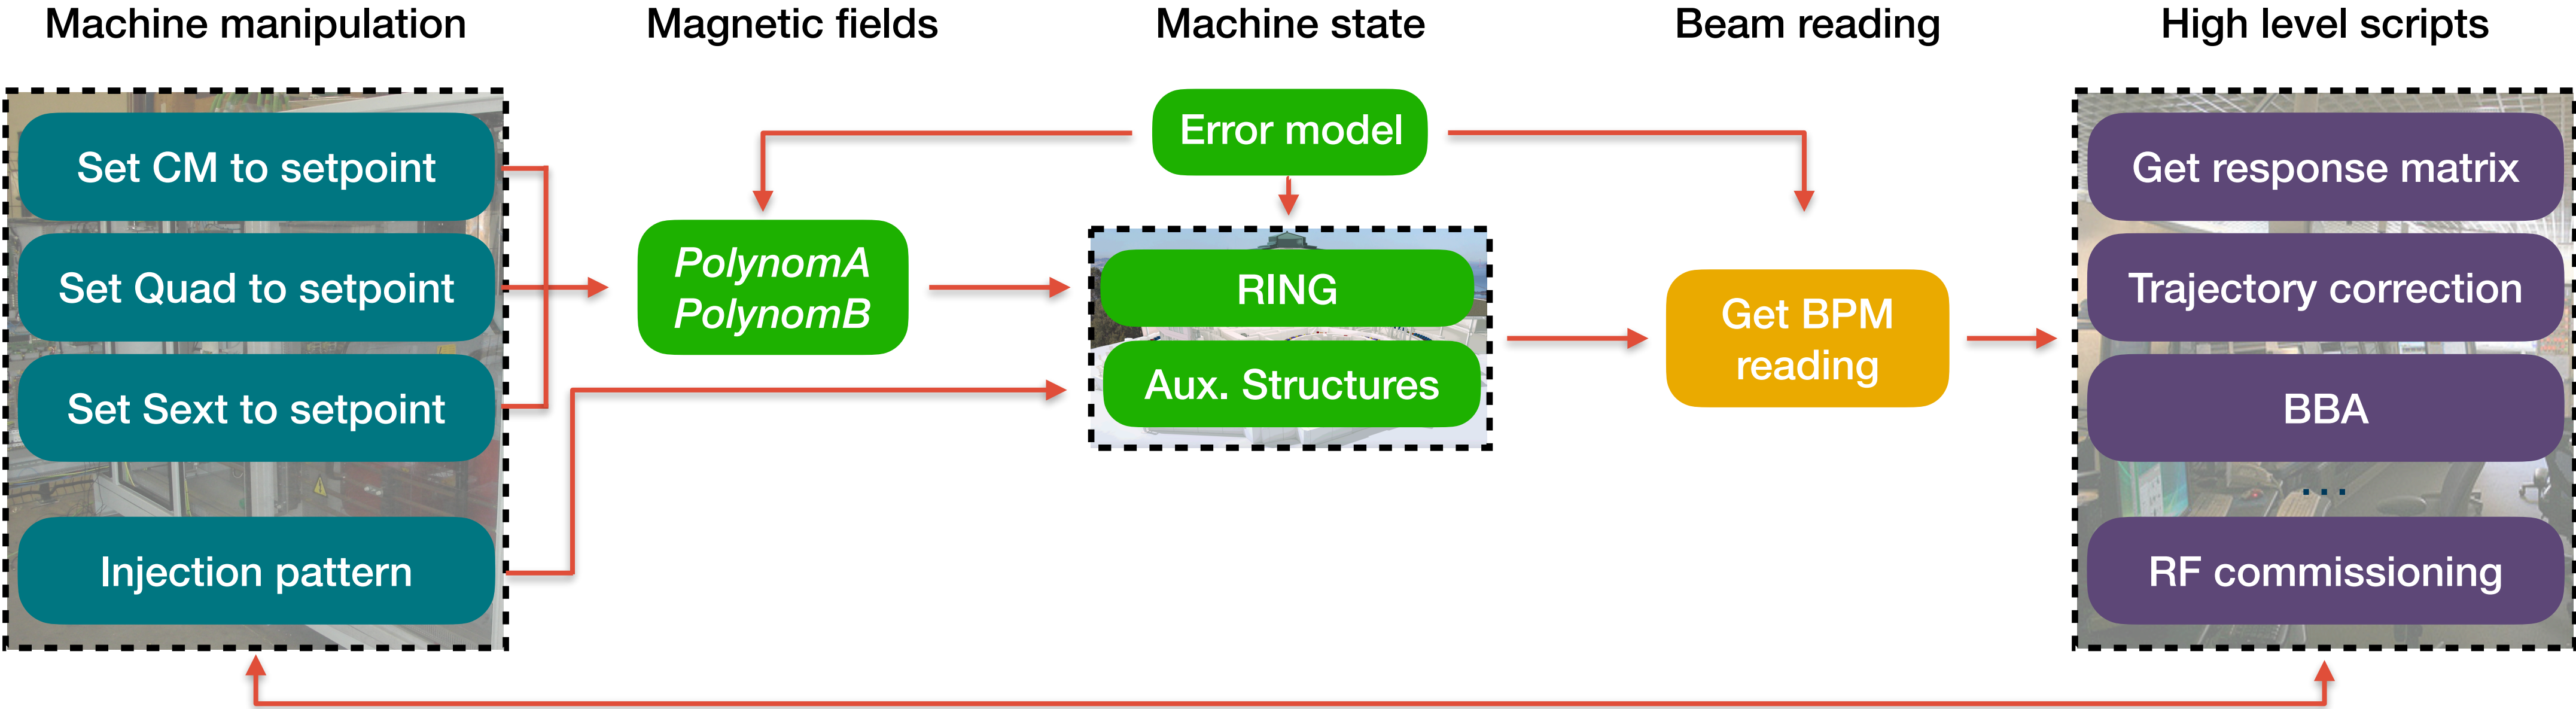 Machine manipulation
Magnetic fields
Machine state
Beam reading
High level scripts
Set CM to setpoint
Set Quad to setpoint
Set Sext to setpoint
Injection pattern
PolynomA
PolynomB
Error model
RING
Aux. Structures
Get BPM
reading
Get response matrix
Trajectory correction
BBA
...
RF commissioning